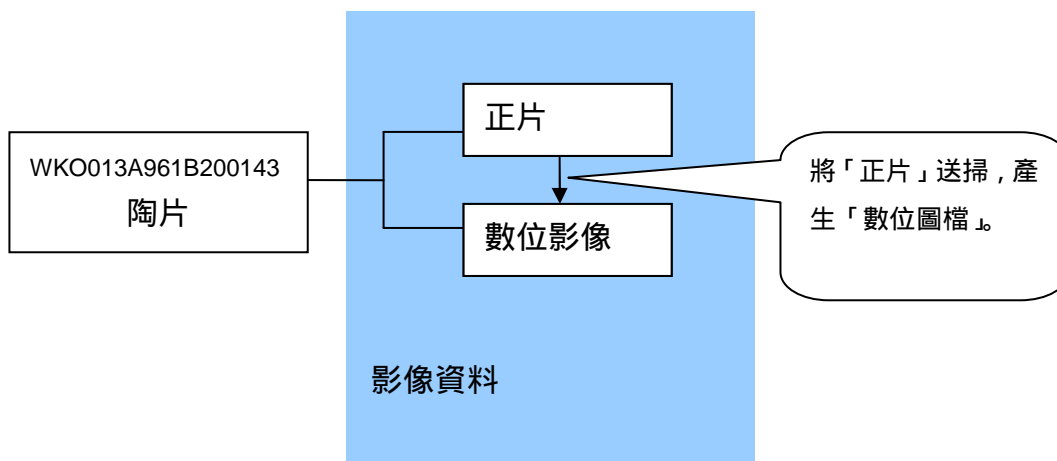 WKO013A961B200143
陶片
正片
數位影像
將「正片」送掃，產
生「數位圖檔」。
影像資料